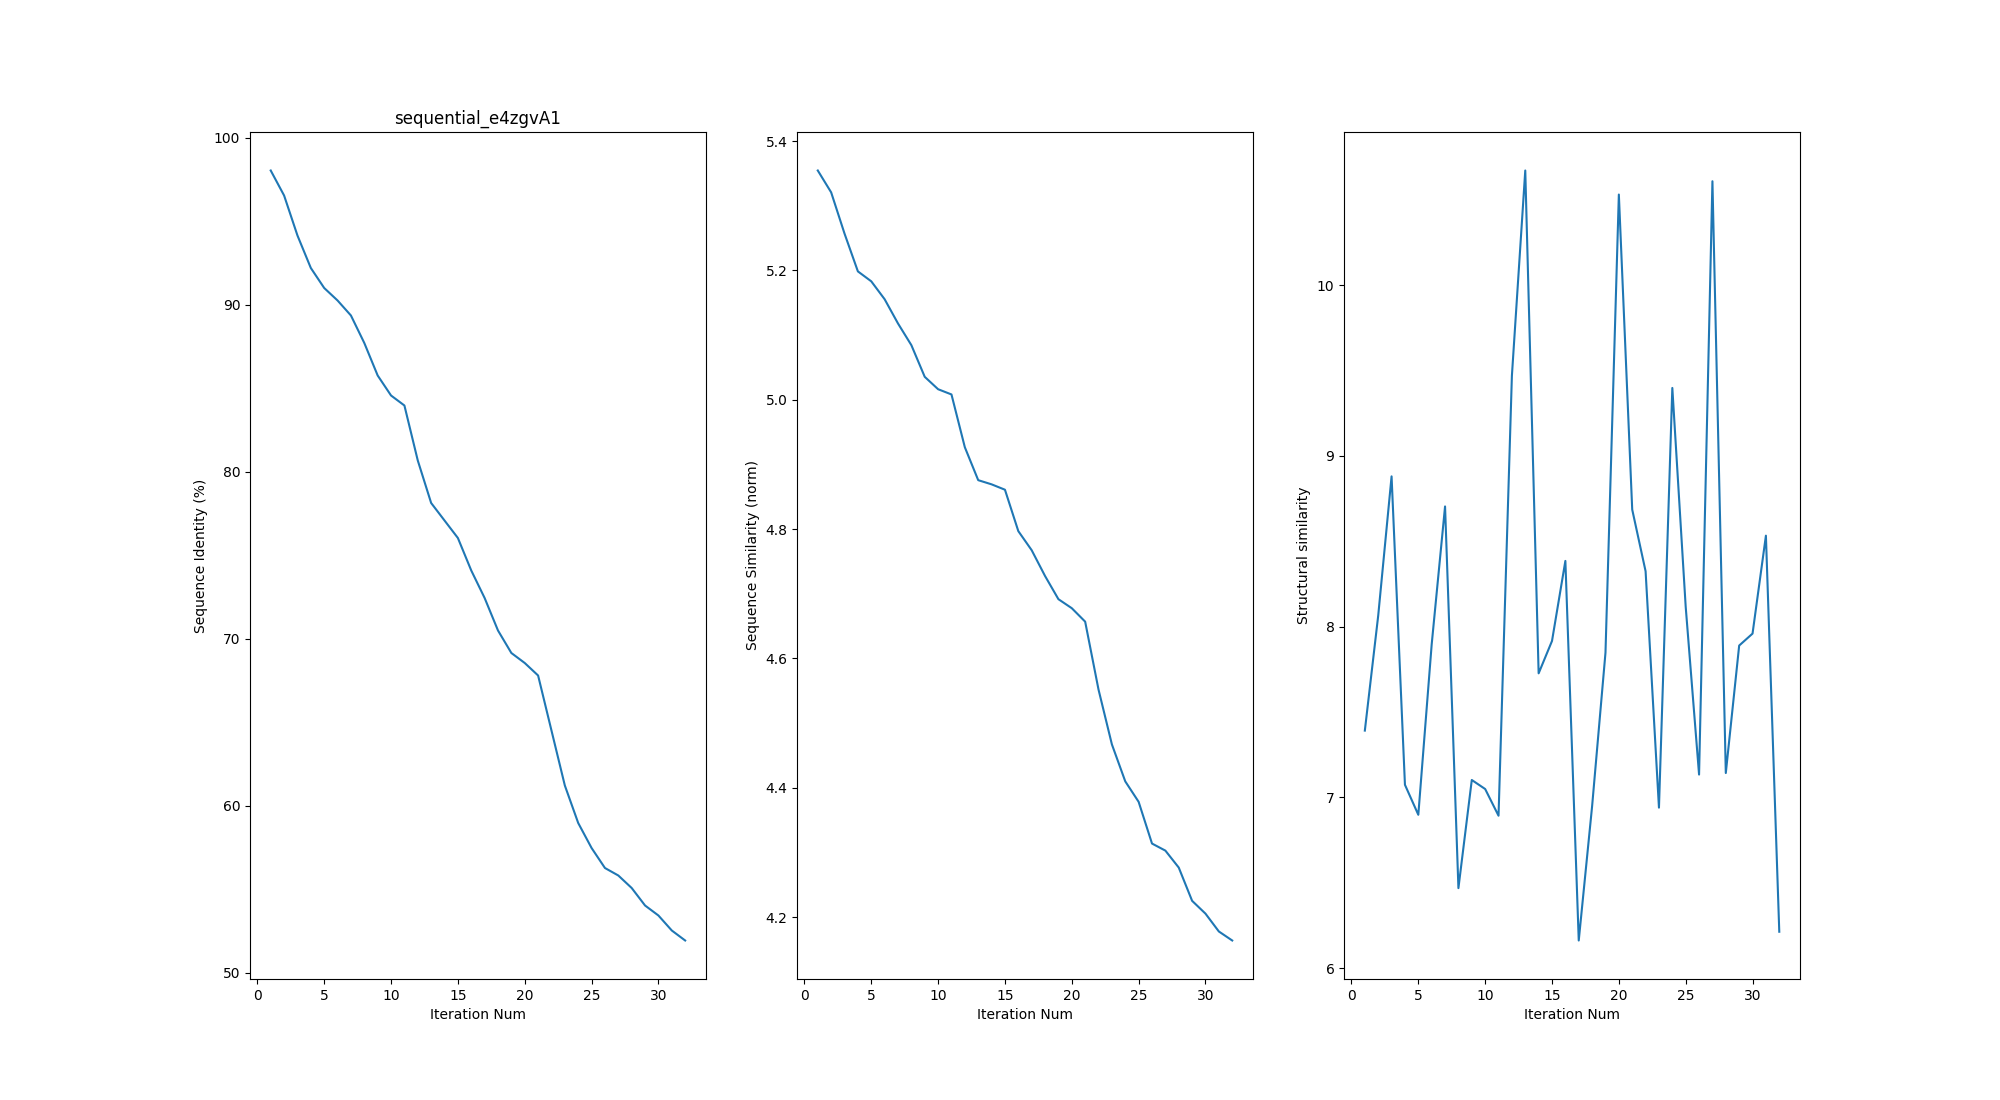 sequential_e4zgvA1
100
90
80
70
60
50
Sequence Identity (%)
0 5 10 15 20 25 30
Iteration Num
5.4
5.2
5.0
4.8
4.6
4.4
4.2
Sequence Similarity (norm)
0 5 10 15 20 25 30
Iteration Num
10
9
8
7
6
Structural similarity
0 5 10 15 20 25 30
Iteration Num